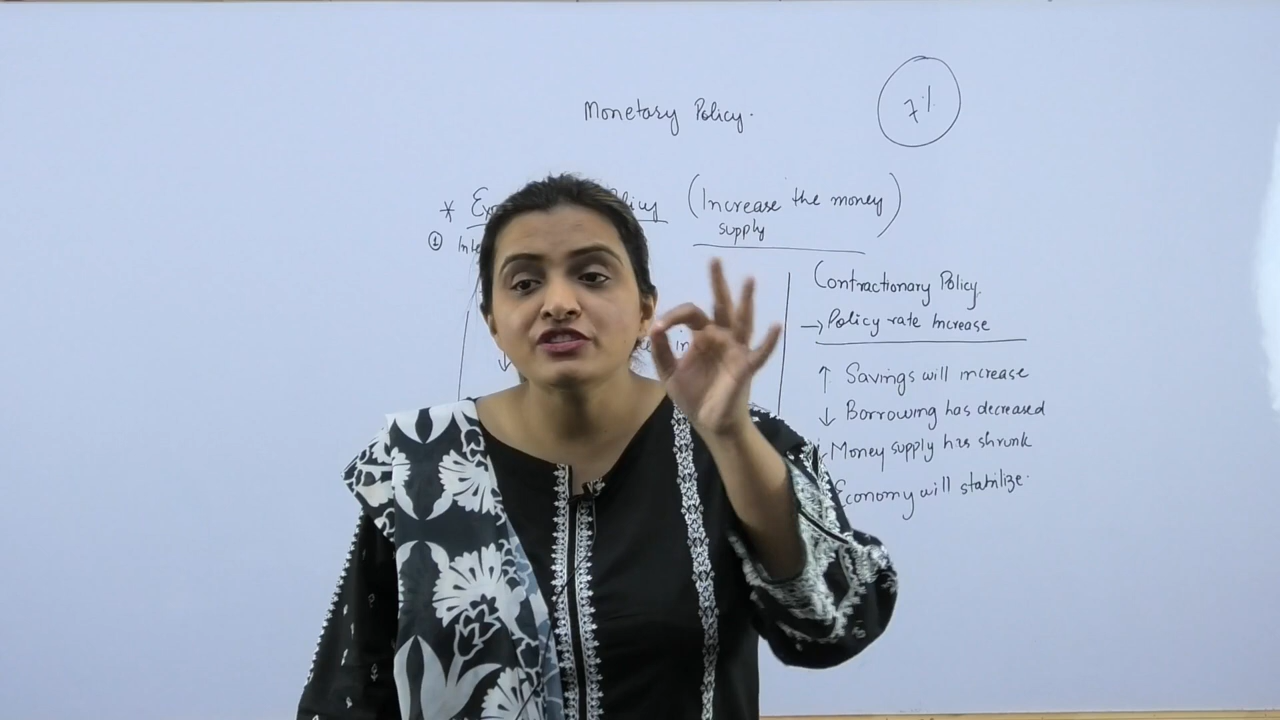 Monetary Policy.
7%
* (Increase the money
supply)
①
Contractionary Policy.
→ Policy rate increase
↑ Savings will increase
↓ Borrowing has decreased
Money supply has shrunk
Economy will stabilize.